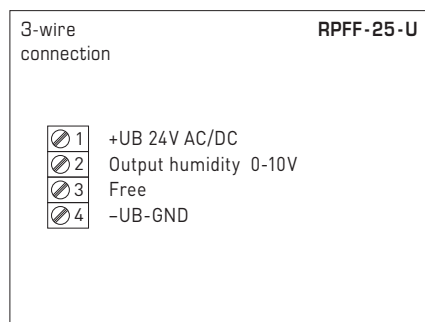 3-wire RPFF-25-U
connection
1 +UB 24V AC/DC
2 Output humidity 0-10V
3 Free
4 –UB-GND